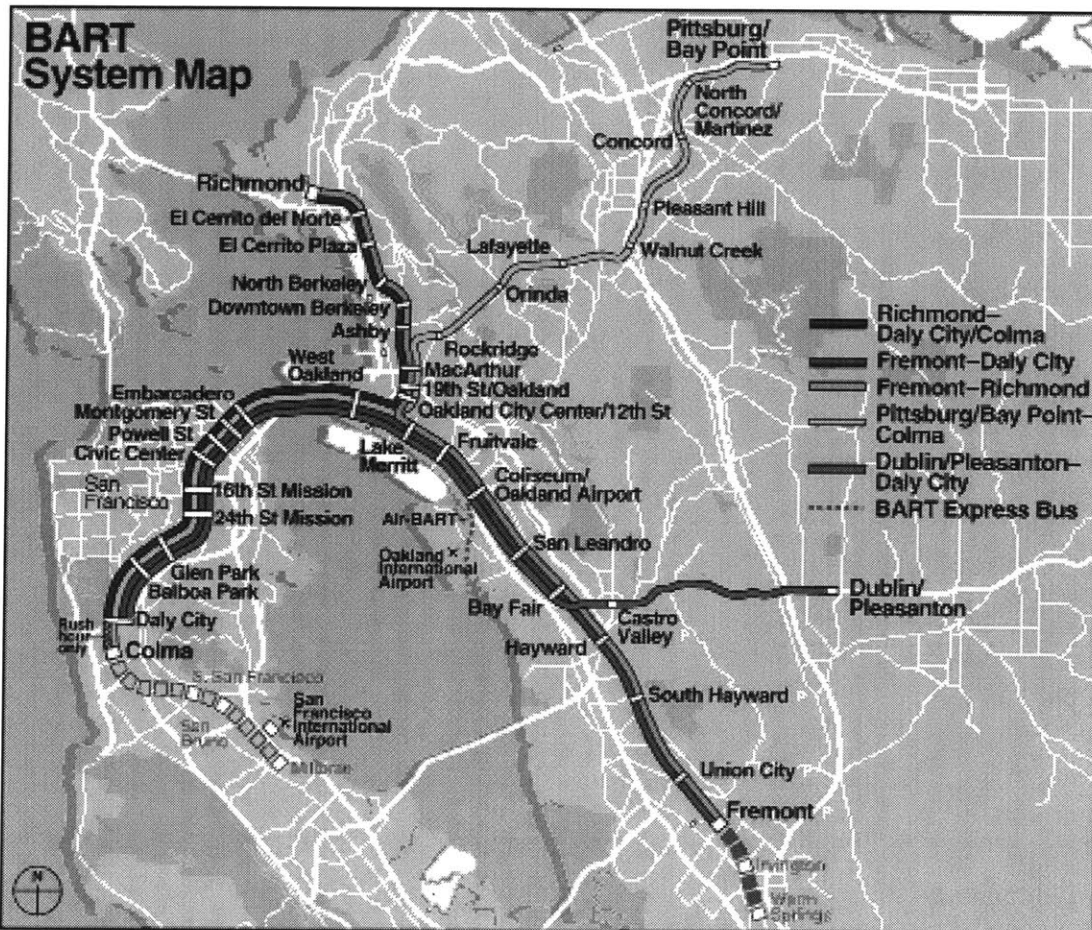 BART
System Map
Pittsburg/
Bay Point
North
Concord/
Martinez
Concord
Richmond
El Cerrito del Norte
Pleasant Hill
El Cerrito Plaza
Lafayette
Walnut Creek
North Berkeley
Orinda
Downtown Berkeley
Ashby
Rockridge
West
Oakland
MacArthur
19th St/Oakland
Embarcadero
Oakland City Center/12th St
Montgomery St
Powell St
Civic Center
Lake
Merritt
Fruitvale
San
Francisco
16th St Mission
24th St Mission
Coliseum/
Oakland Airport
Air-BART
Oakland
International
Airport
San Leandro
Glen Park
Balboa Park
Bay Fair
Castro
Valley
Dublin/
Pleasanton
Daly City
Rush
hour
only
Colma
Hayward
S. San Francisco
San
Francisco
International
Airport
San
Bruno
Millbrae
South Hayward
P
P
P
P
Union City
Fremont
Irvington
Warm
Springs
N
Richmond–
Daly City/Colma
Fremont–Daly City
Fremont–Richmond
Pittsburg/Bay Point–
Colma
Dublin/Pleasanton–
Daly City
BART Express Bus